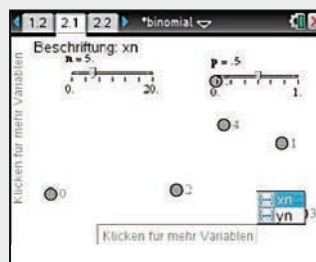 1.2 2.1 2.2 *binomial
Beschriftung: xn
n = 5.
0. 20.
p = .5
0. 1.
Klicken für mehr Variablen
4
1
0
2
xn
yn
3
Klicken für mehr Variablen